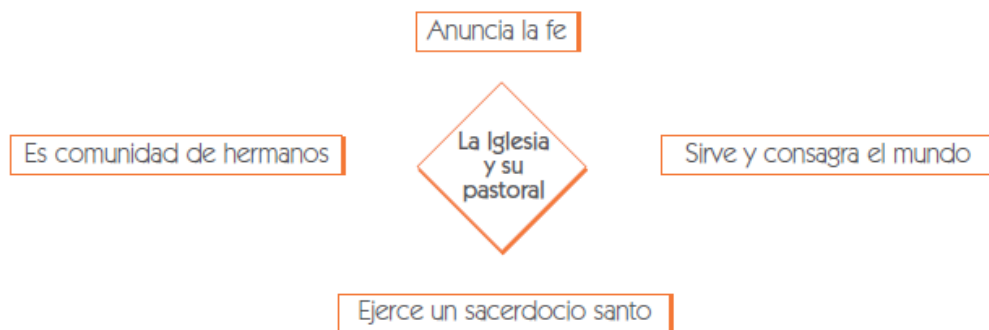 Anuncia la fe
Es comunidad de hermanos
La Iglesia
y su
pastoral
Sirve y consagra el mundo
Ejerce un sacerdocio santo